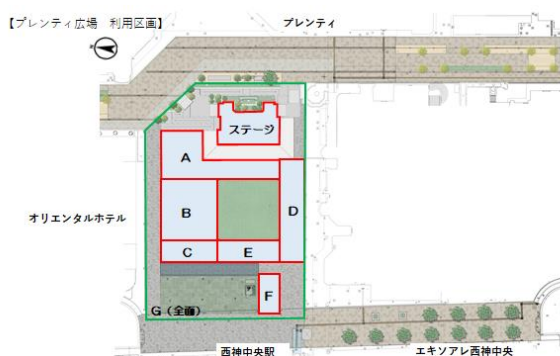 【プレンティ広場 利用区画】
プレンティ
ステージ
A
B
D
オリエンタルホテル
C
E
F
G(全面)
西神中央駅
エキソアレ西神中央